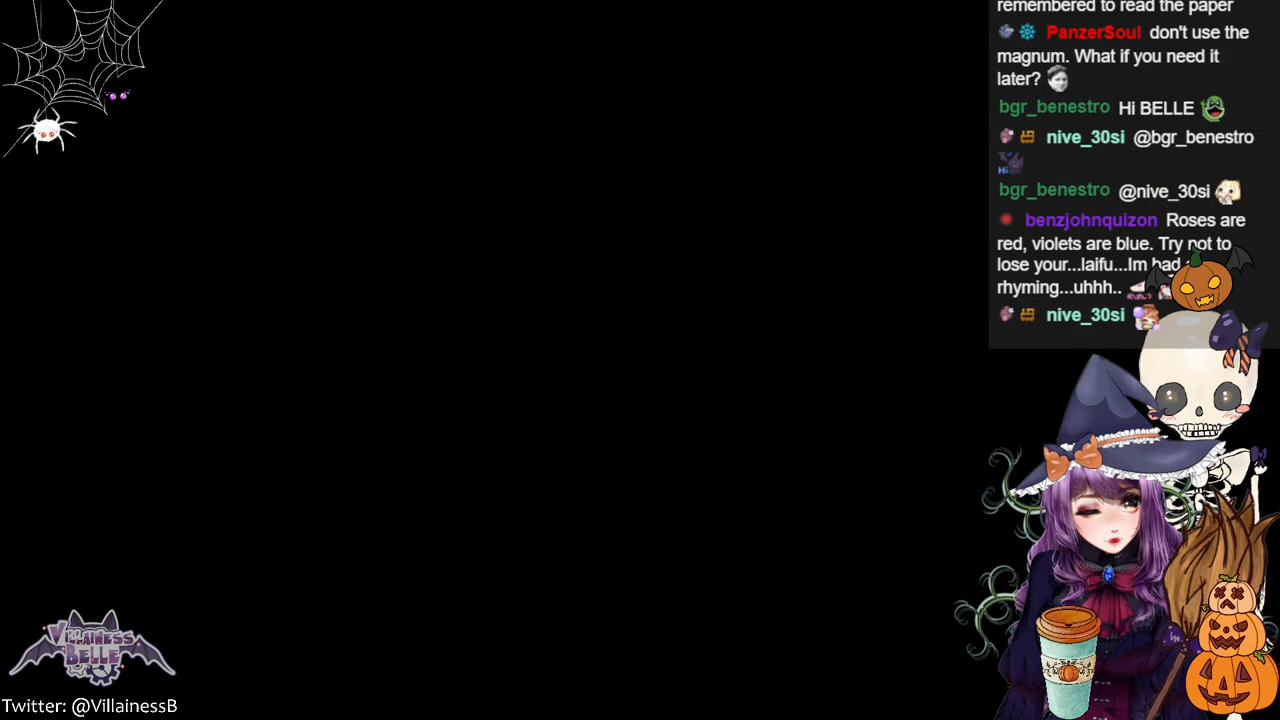 remembered to read the paper
PanzerSoul don't use the
magnum. What if you need it
later?
bgr_benestro Hi BELLE
nive_30si @bgr_benestro
Hi
bgr_benestro @nive_30si
benzjohnquizon Roses are
red, violets are blue. Try not to
lose your...laifu...Im bad
rhyming...uhhh..
nive_30si
VILLAINESS
BELLE
Twitter: @VillainessB